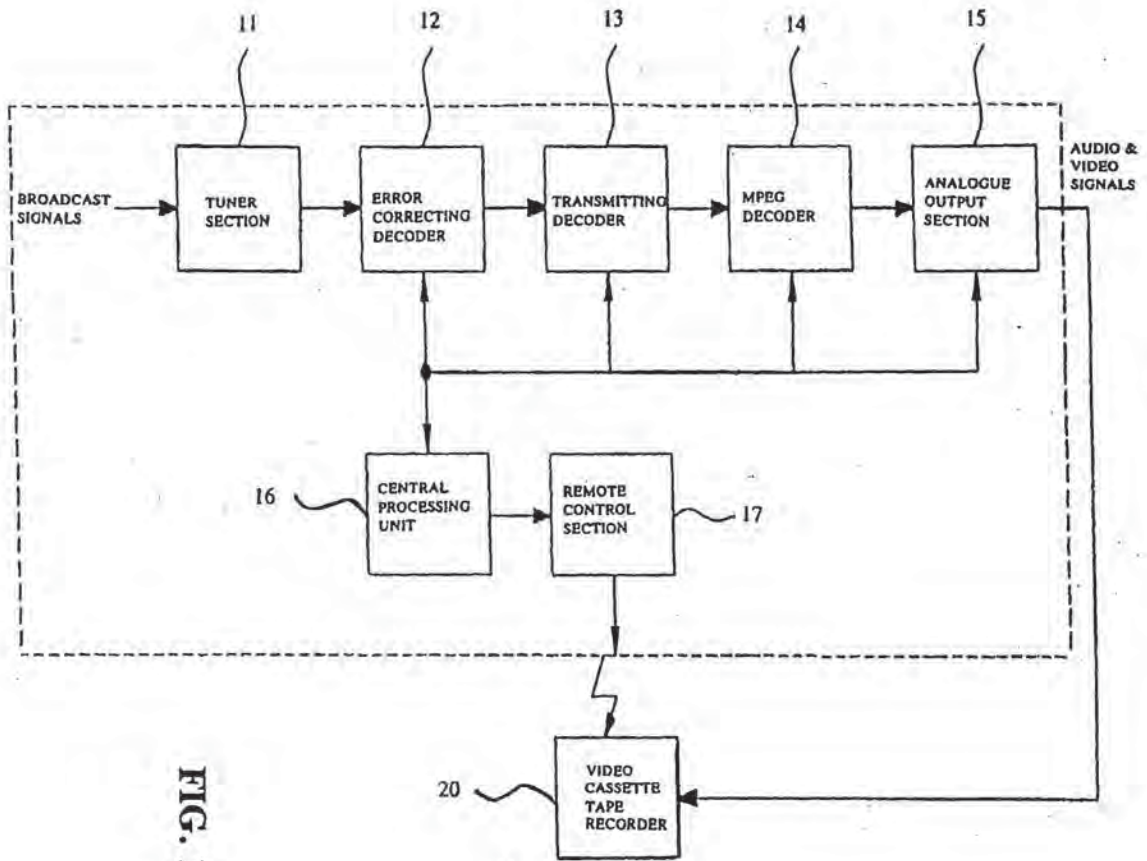 11
12
13
14
15
BROADCAST
SIGNALS
TUNER
SECTION
ERROR
CORRECTING
DECODER
TRANSMITTING
DECODER
MPEG
DECODER
ANALOGUE
OUTPUT
SECTION
AUDIO &
VIDEO
SIGNALS
16
CENTRAL
PROCESSING
UNIT
REMOTE
CONTROL
SECTION
17
20
VIDEO
CASSETTE
TAPE
RECORDER
FIG.